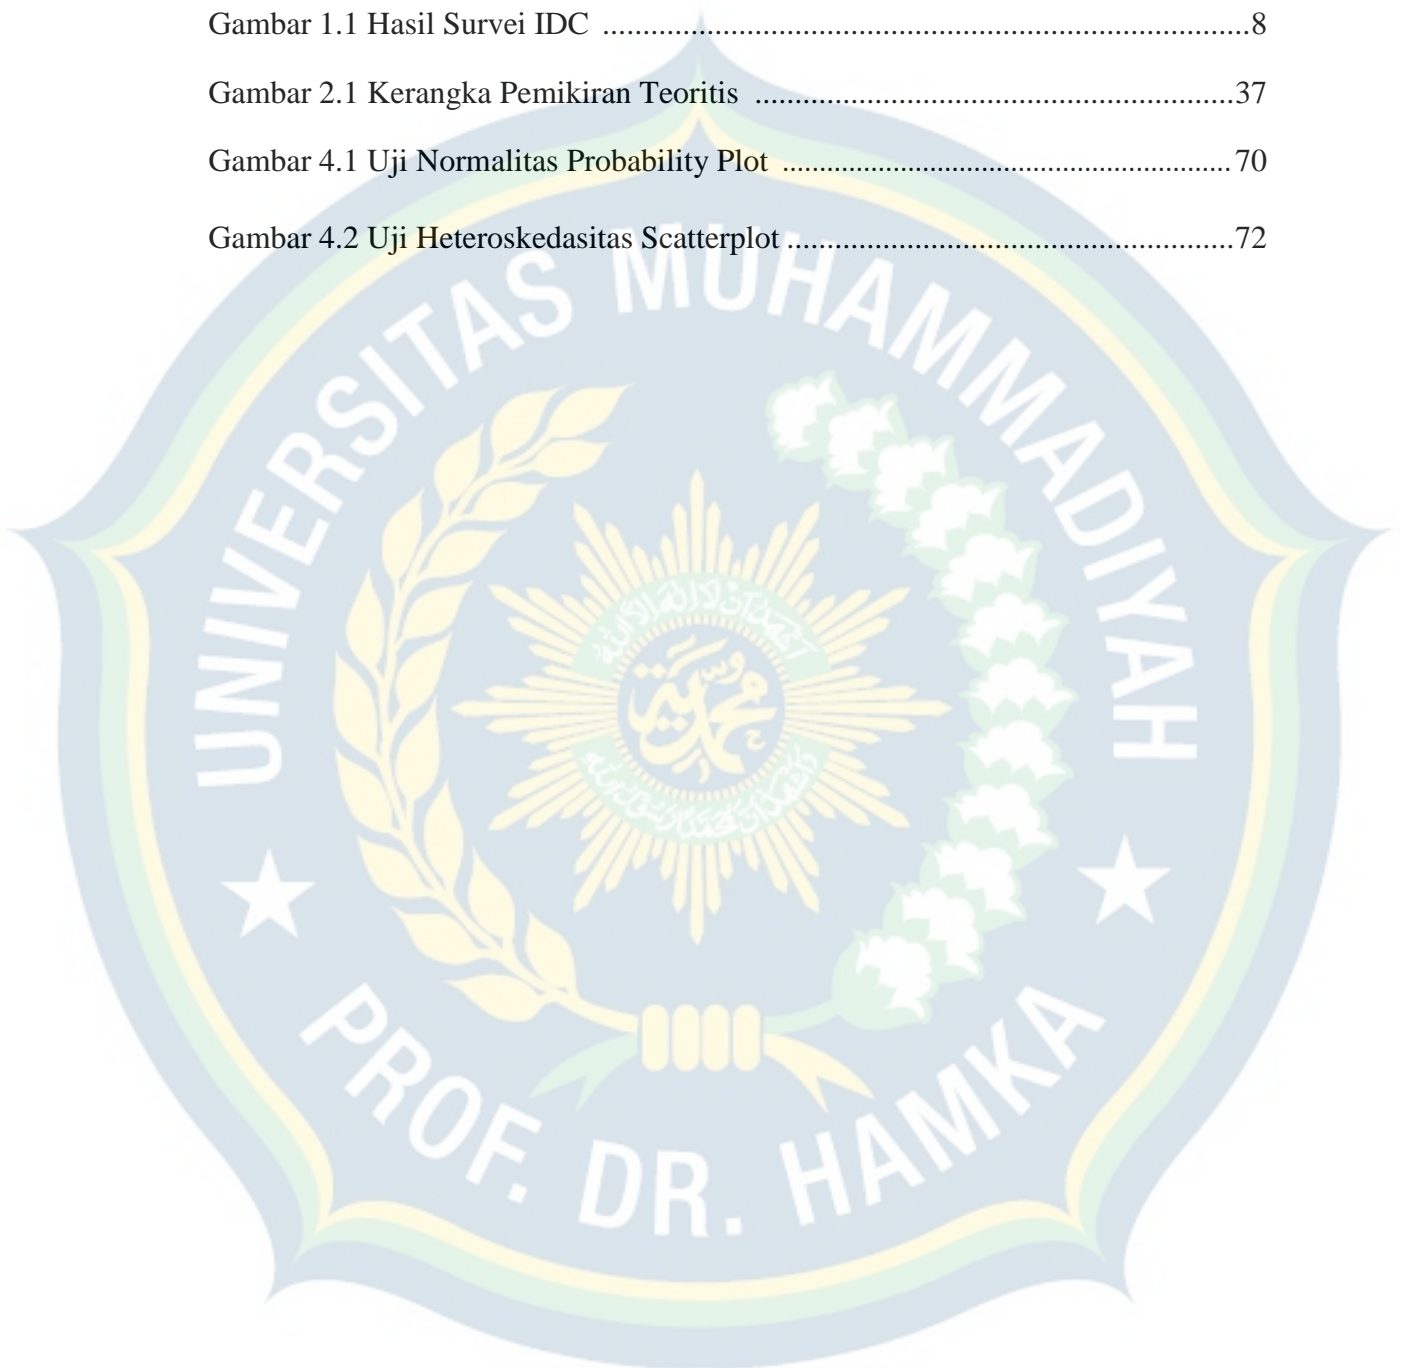 Gambar 1.1 Hasil Survei IDC ...............................................................................8
Gambar 2.1 Kerangka Pemikiran Teoritis ..........................................................37
Gambar 4.1 Uji Normalitas Probability Plot ......................................................70
Gambar 4.2 Uji Heteroskedasitas Scatterplot ......................................................72
UNIVERSITAS MUHAMMADIYAH
محمدية
PROF. DR. HAMKA